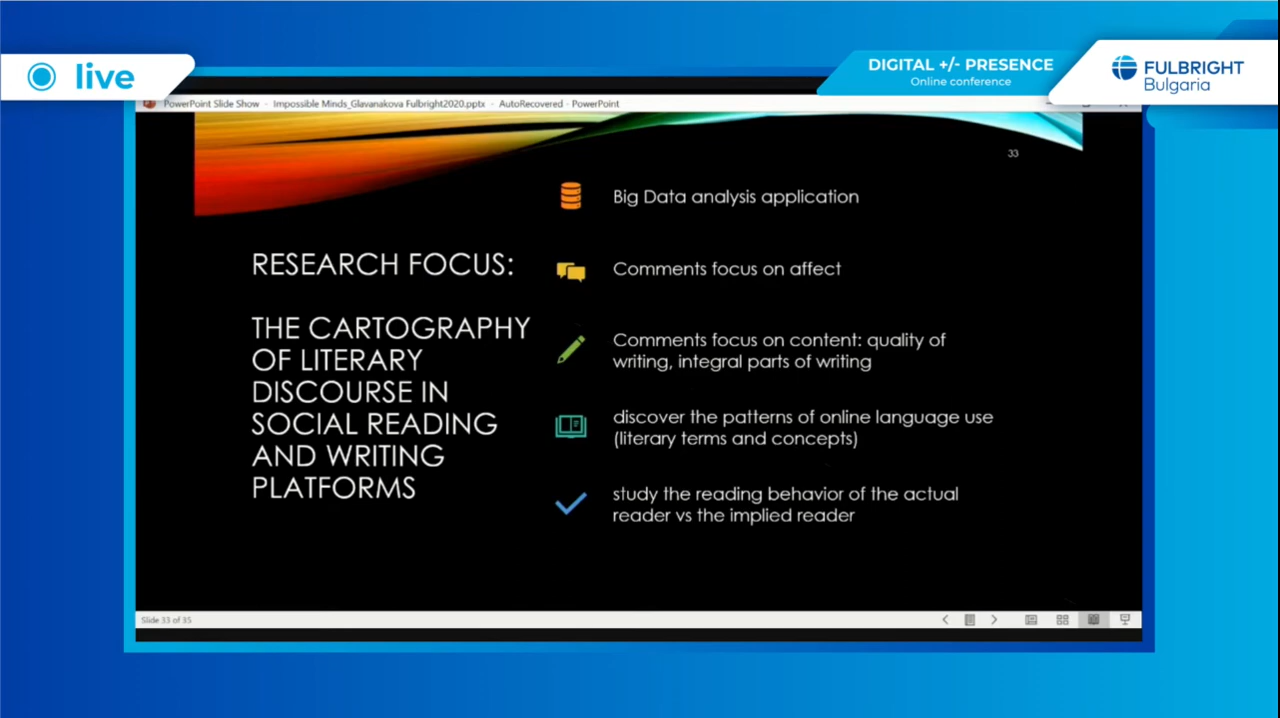 live
DIGITAL +/- PRESENCE
Online conference
FULBRIGHT
Bulgaria
PowerPoint Slide Show - Impossible Minds_Glavanakova Fulbright2020.pptx - AutoRecovered - PowerPoint
33
RESEARCH FOCUS:
THE CARTOGRAPHY
OF LITERARY
DISCOURSE IN
SOCIAL READING
AND WRITING
PLATFORMS
Big Data analysis application
Comments focus on affect
Comments focus on content: quality of
writing, integral parts of writing
discover the patterns of online language use
(literary terms and concepts)
study the reading behavior of the actual
reader vs the implied reader
Slide 33 of 35